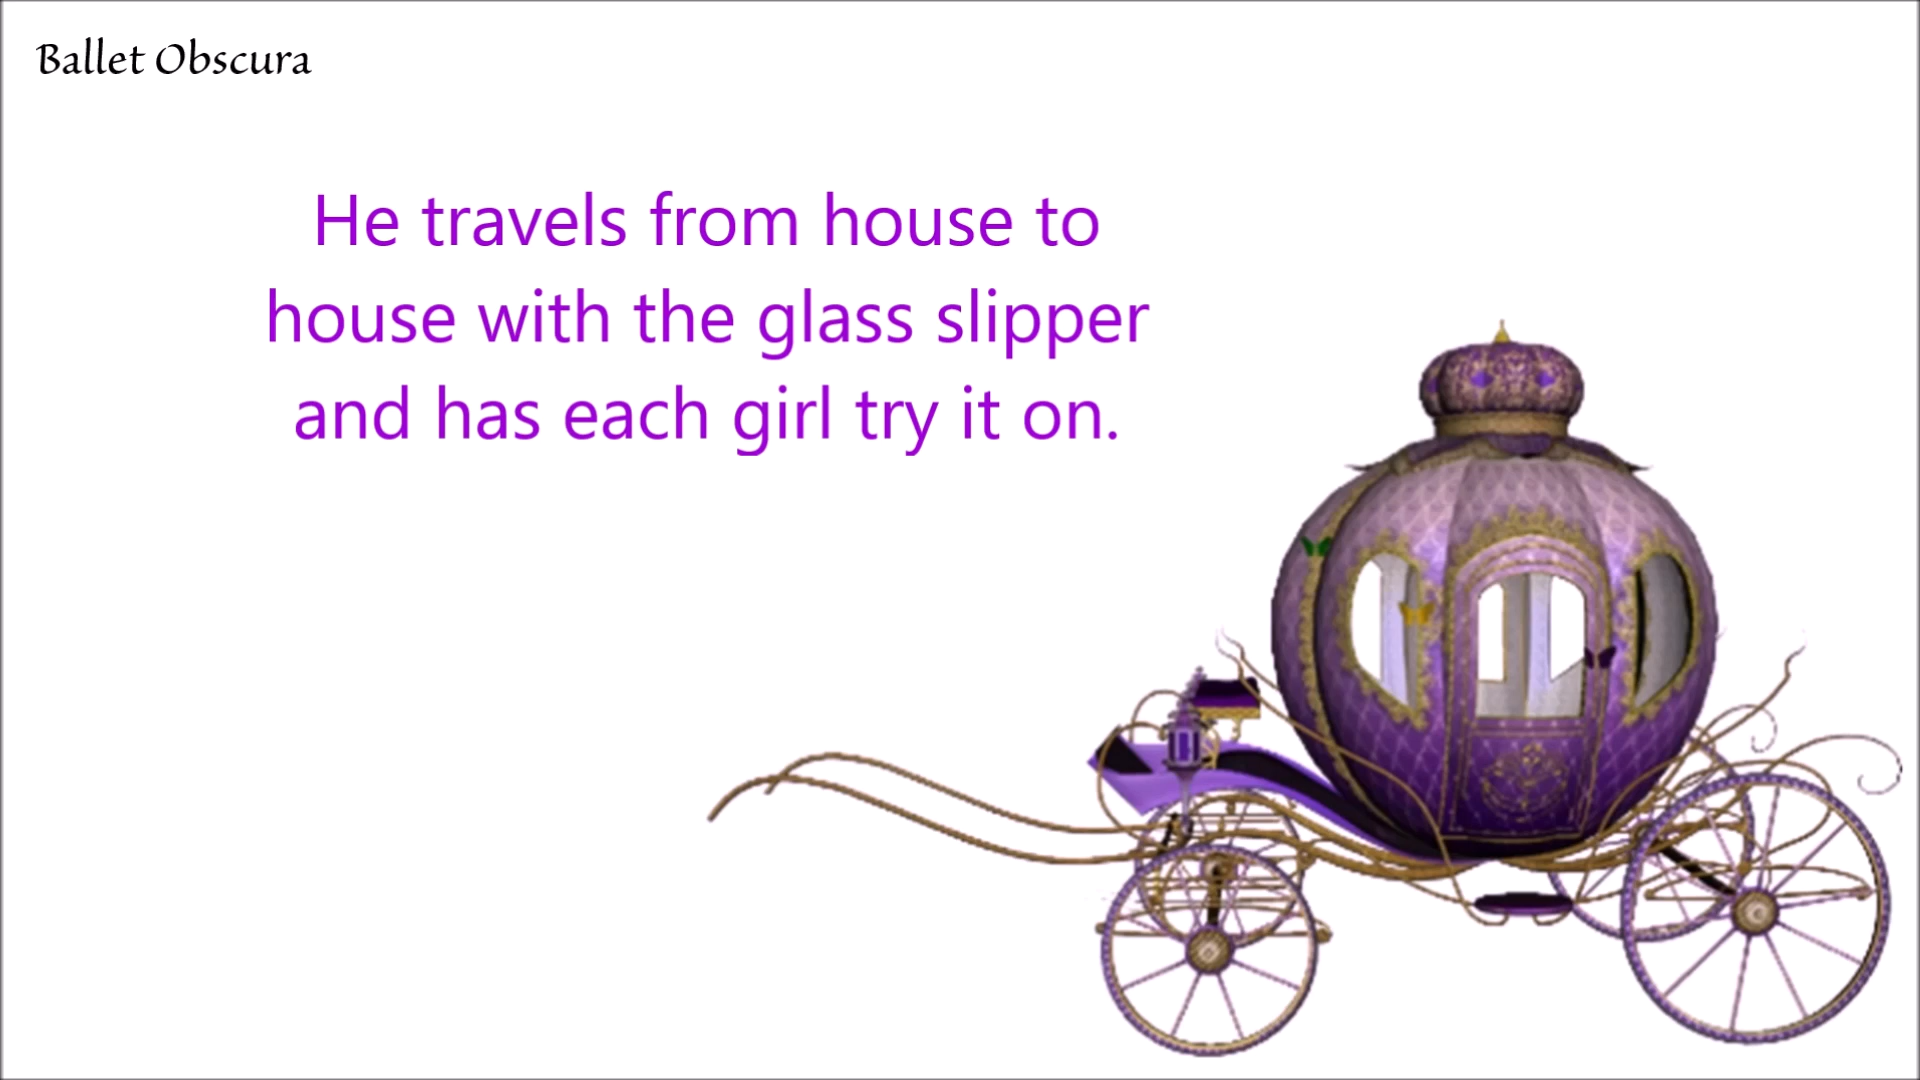 Ballet Obscura
He travels from house to
house with the glass slipper
and has each girl try it on.